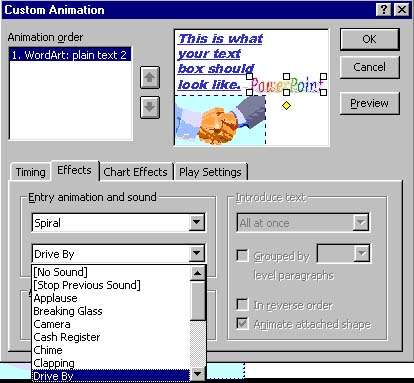 Custom Animation
Animation order
1. WordArt: plain text 2
This is what
your text
box should
look like.
PowerPoint
OK
Cancel
Preview
Timing
Effects
Chart Effects
Play Settings
Entry animation and sound
Spiral
Drive By
[No Sound]
[Stop Previous Sound]
Applause
Breaking Glass
Camera
Cash Register
Chime
Clapping
Drive By
Introduce text
All at once
Grouped by
level paragraphs
In reverse order
Animate attached shape